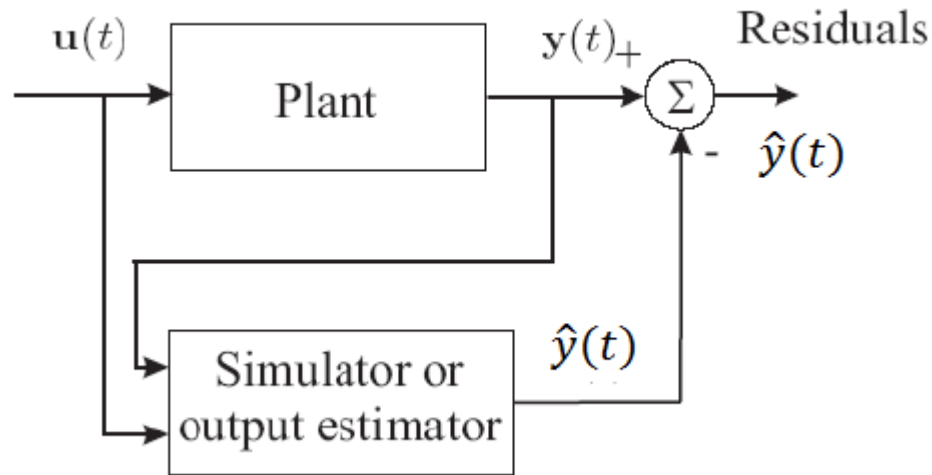 Residuals
u(t)
y(t)
+
Plant
Σ
-
ŷ(t)
ŷ(t)
Simulator or
output estimator